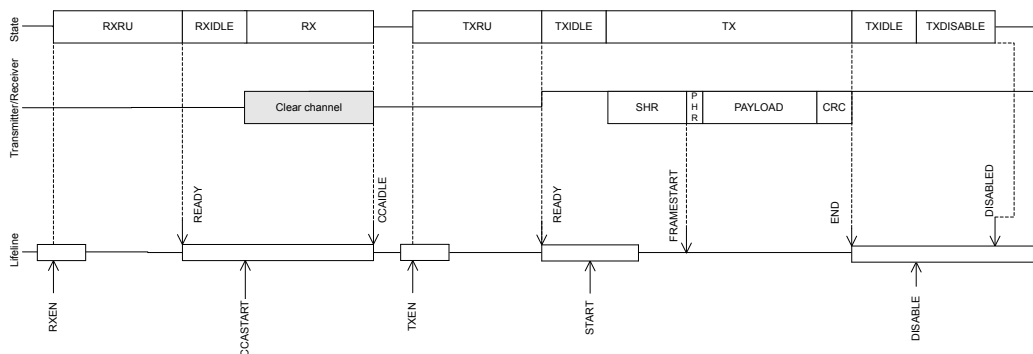 State
RXRU
RXIDLE
RX
TXRU
TXIDLE
TX
TXIDLE
TXDISABLE
Transmitter/Receiver
Clear channel
SHR
PHR
PAYLOAD
CRC
READY
CCAIDLE
READY
FRAMESTART
END
DISABLED
Lifeline
RXEN
CCASTART
TXEN
START
DISABLE